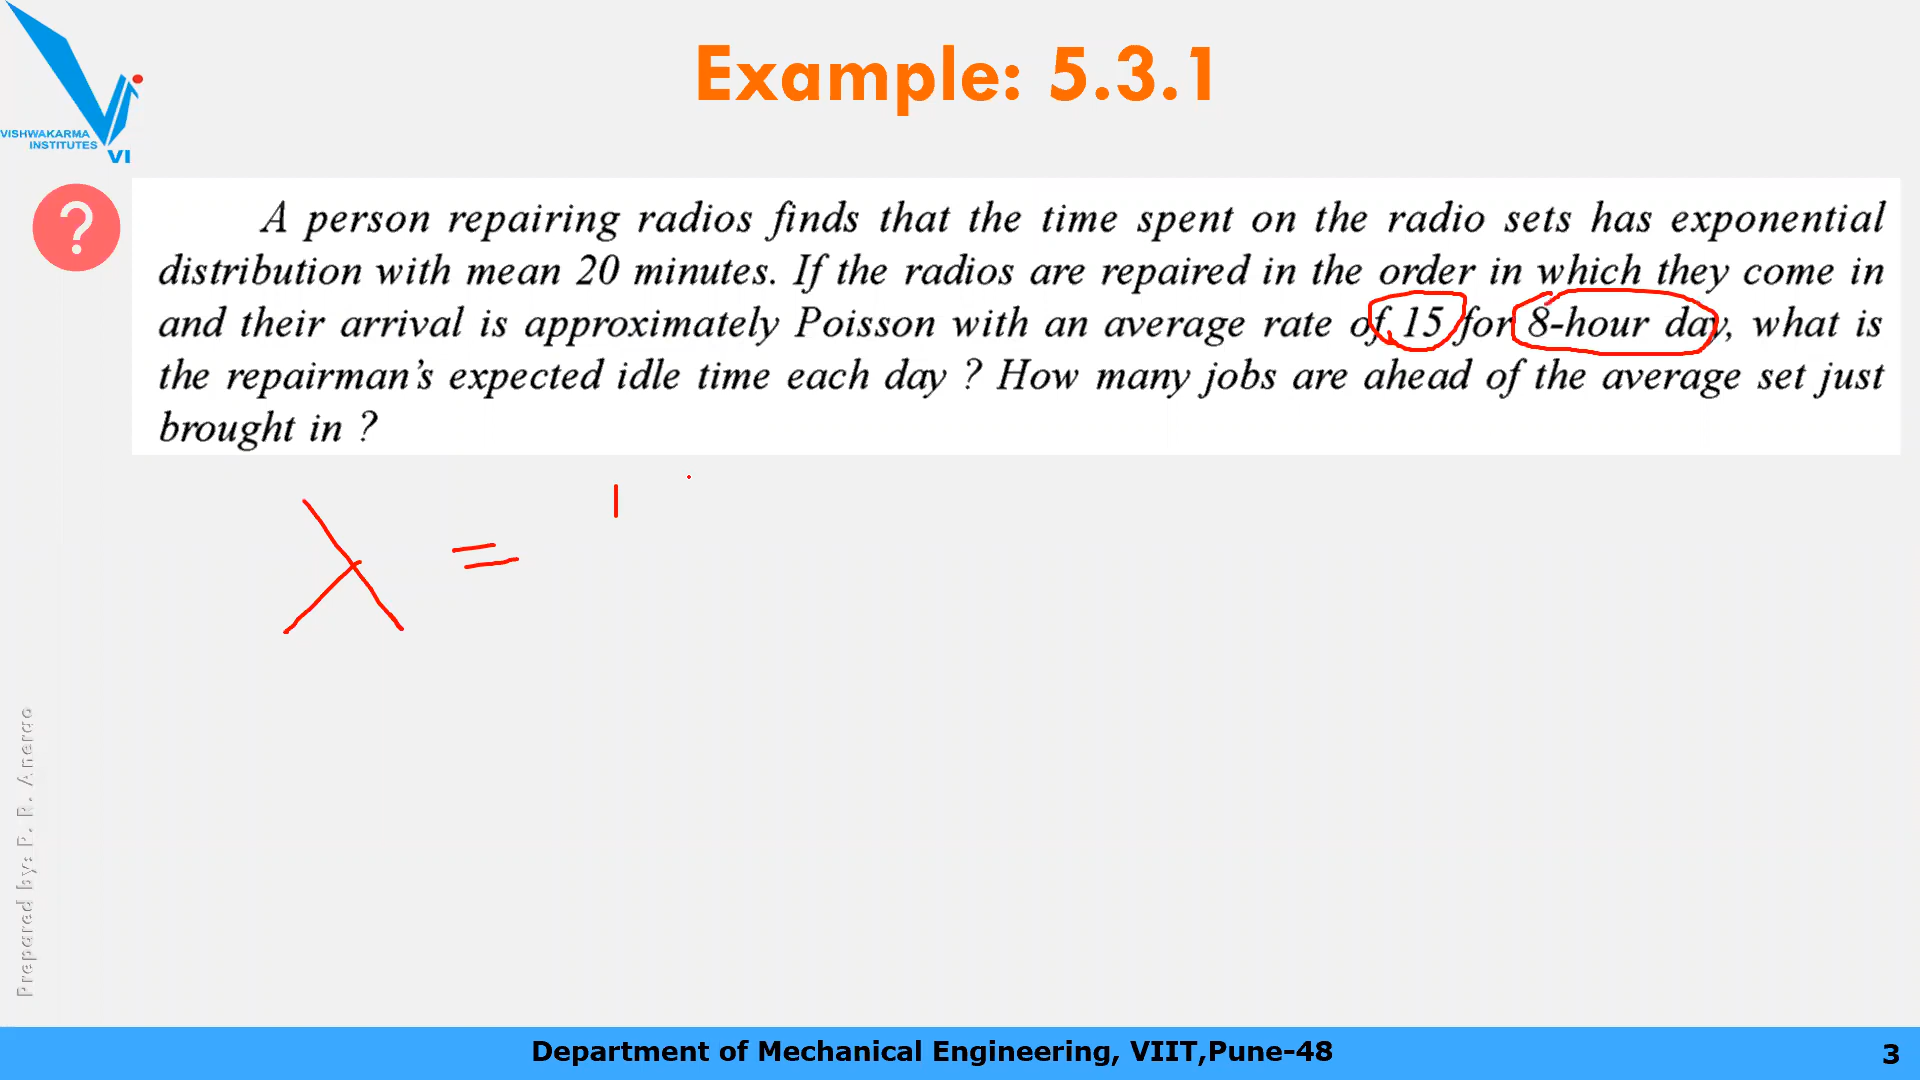 Example: 5.3.1
VISHWAKARMA
INSTITUTES
VI
?
A person repairing radios finds that the time spent on the radio sets has exponential
distribution with mean 20 minutes. If the radios are repaired in the order in which they come in
and their arrival is approximately Poisson with an average rate of 15 for 8-hour day, what is
the repairman's expected idle time each day ? How many jobs are ahead of the average set just
brought in ?
λ = 1
Prepared by: P. R. Anerao
Department of Mechanical Engineering, VIIT,Pune-48
3